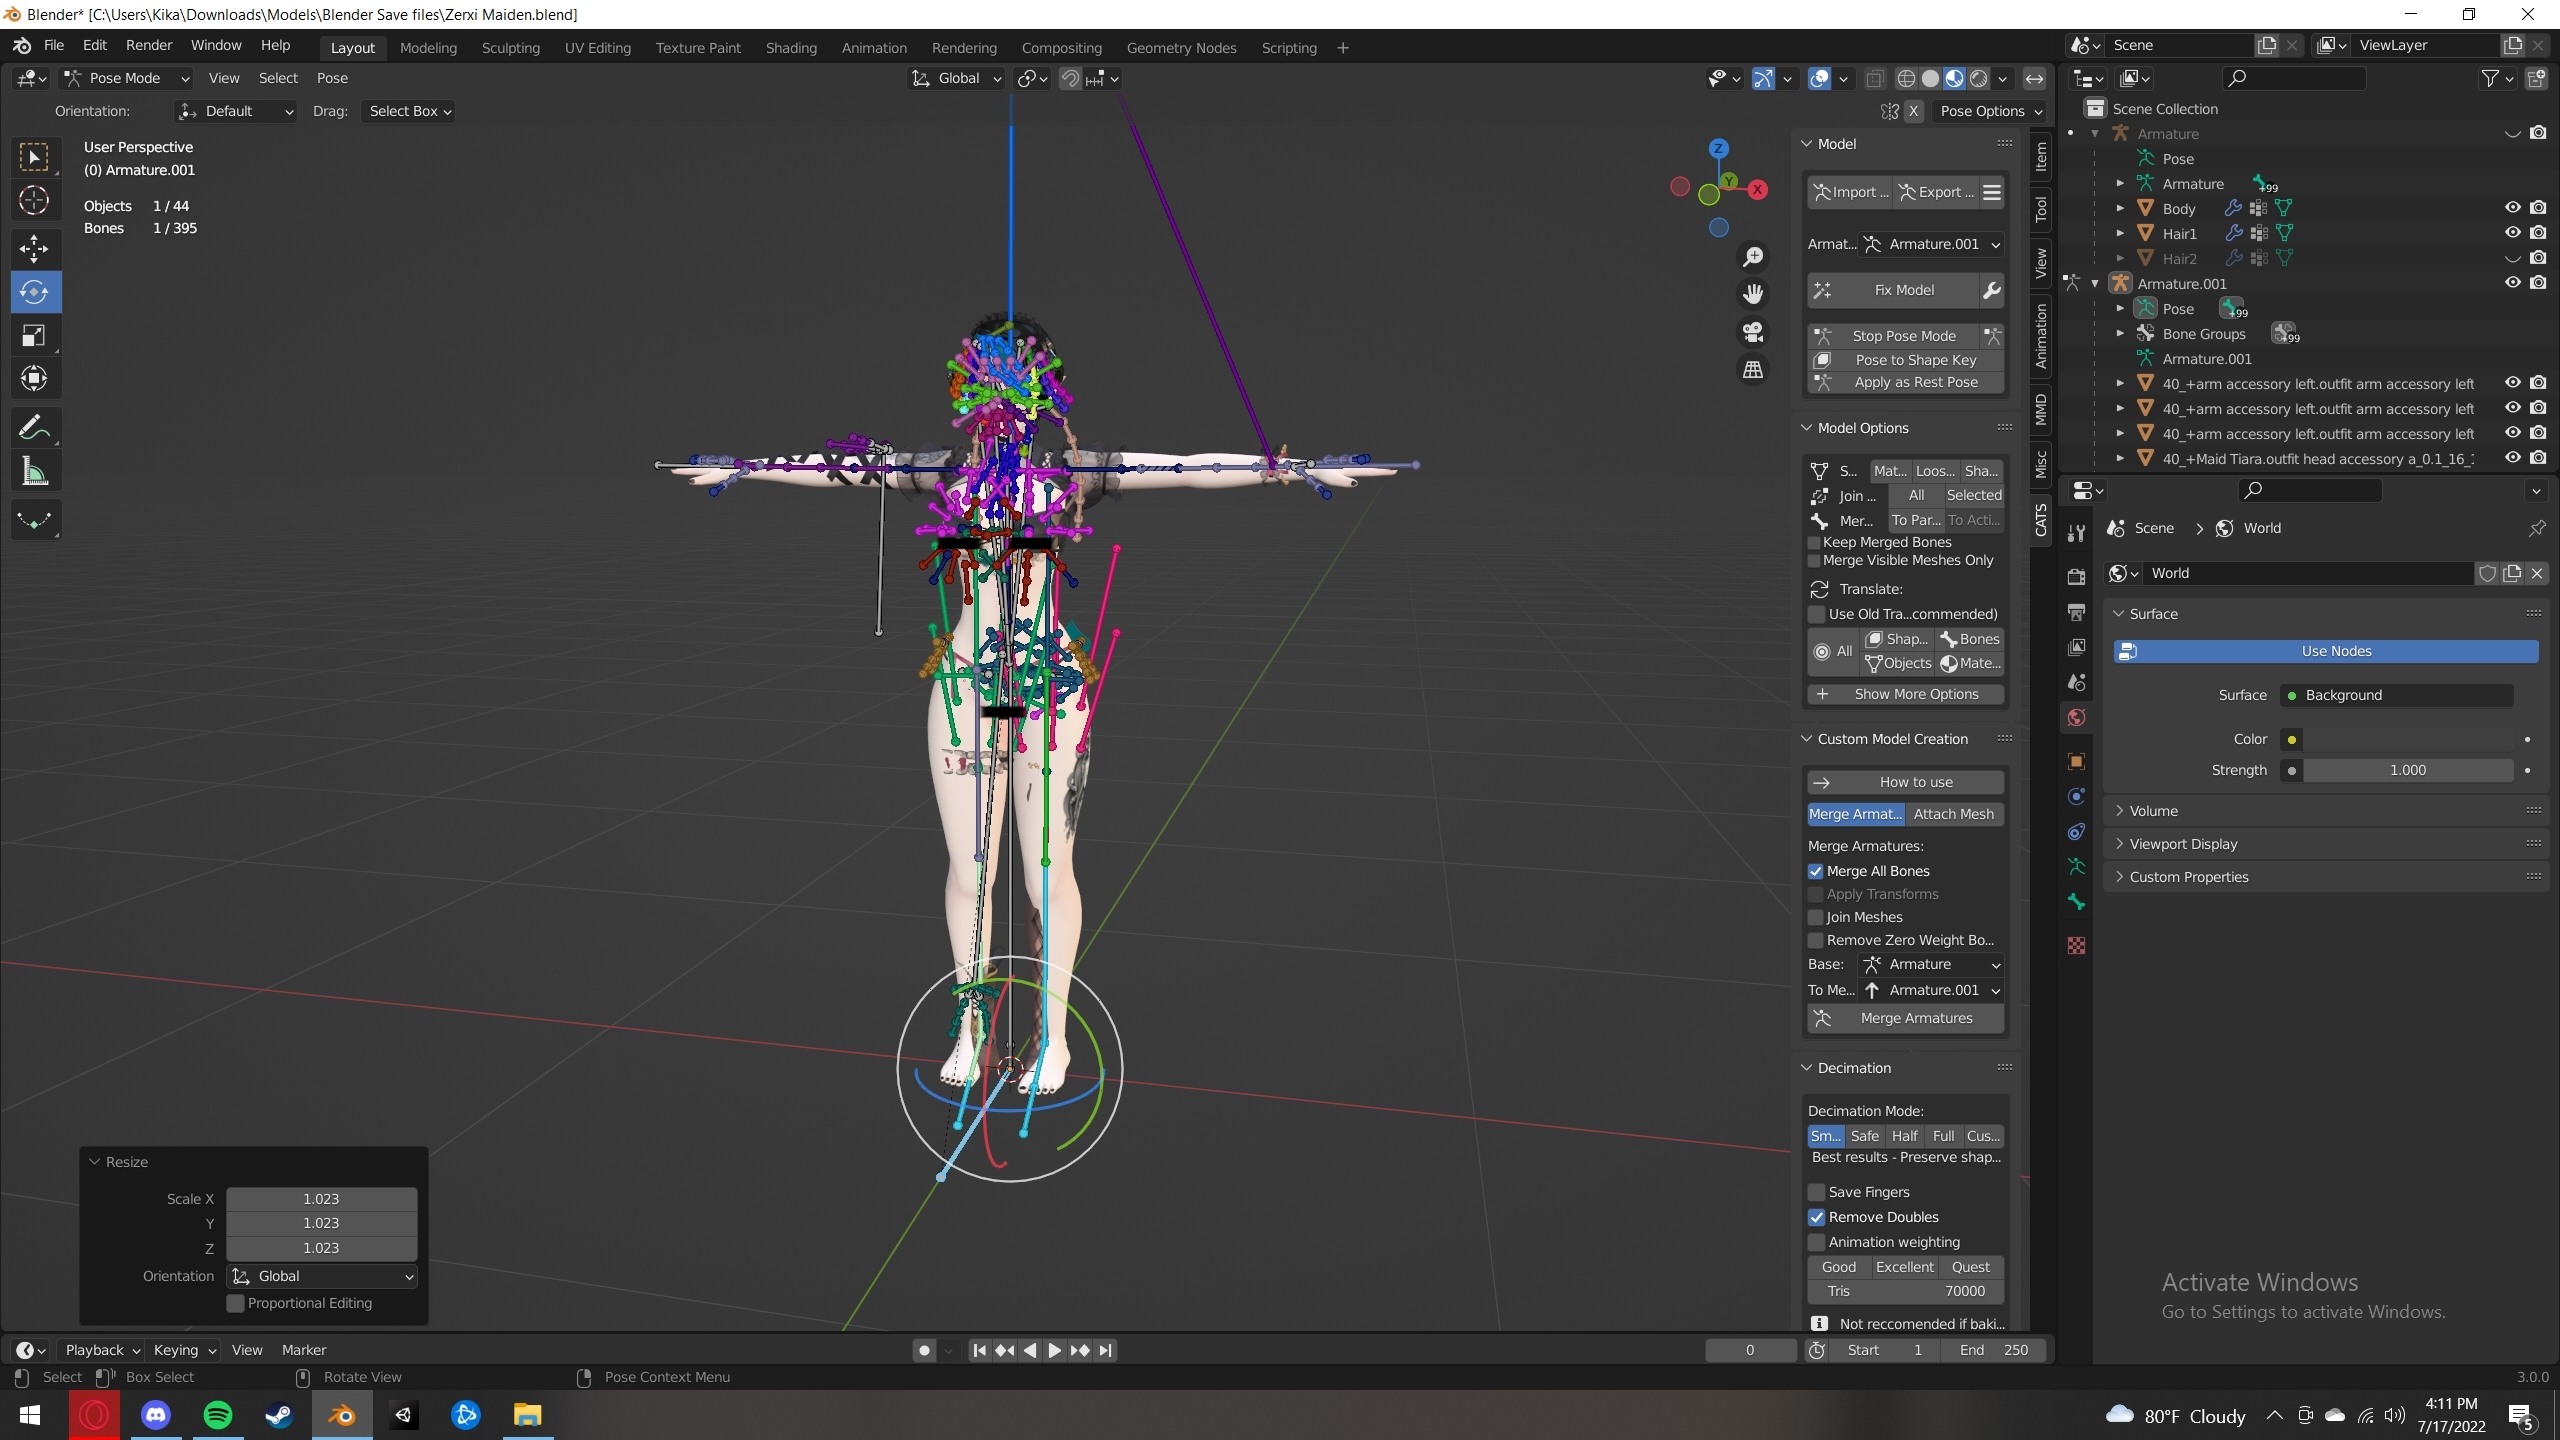 Blender* [C:\Users\Kika\Downloads\Models\Blender Save files\Zerxi Maiden.blend]
File Edit Render Window Help Layout Modeling Sculpting UV Editing Texture Paint Shading Animation Rendering Compositing Geometry Nodes Scripting +
Scene ViewLayer
Pose Mode View Select Pose Global
Orientation: Default Drag: Select Box X Pose Options
User Perspective
(0) Armature.001
Objects 1 / 44
Bones 1 / 395
Z
Y
X
Model
Import ... Export ...
Armat... Armature.001
Fix Model
Stop Pose Mode
Pose to Shape Key
Apply as Rest Pose
Model Options
S... Mat... Loos... Sha...
Join ... All Selected
Mer... To Par... To Acti...
Keep Merged Bones
Merge Visible Meshes Only
Translate:
Use Old Tra...commended)
All Shap... Bones
Objects Mate...
Show More Options
Custom Model Creation
How to use
Merge Armat... Attach Mesh
Merge Armatures:
Merge All Bones
Apply Transforms
Join Meshes
Remove Zero Weight Bo...
Base: Armature
To Me... Armature.001
Merge Armatures
Decimation
Decimation Mode:
Sm... Safe Half Full Cus...
Best results - Preserve shap...
Save Fingers
Remove Doubles
Animation weighting
Good Excellent Quest
Tris 70000
Not reccomended if baki...
Item
Tool
View
Animation
MMD
Misc
CATS
Scene Collection
Armature
Pose
Armature +99
Body
Hair1
Hair2
Armature.001
Pose +99
Bone Groups +99
Armature.001
40_+arm accessory left.outfit arm accessory left
40_+arm accessory left.outfit arm accessory left
40_+arm accessory left.outfit arm accessory left
40_+Maid Tiara.outfit head accessory a_0.1_16_
Scene > World
World
Surface
Use Nodes
Surface Background
Color
Strength 1.000
Volume
Viewport Display
Custom Properties
Resize
Scale X 1.023
Y 1.023
Z 1.023
Orientation Global
Proportional Editing
Activate Windows
Go to Settings to activate Windows.
Playback Keying View Marker 0 Start 1 End 250
Select Box Select Rotate View Pose Context Menu 3.0.0
80°F Cloudy
4:11 PM
7/17/2022
5